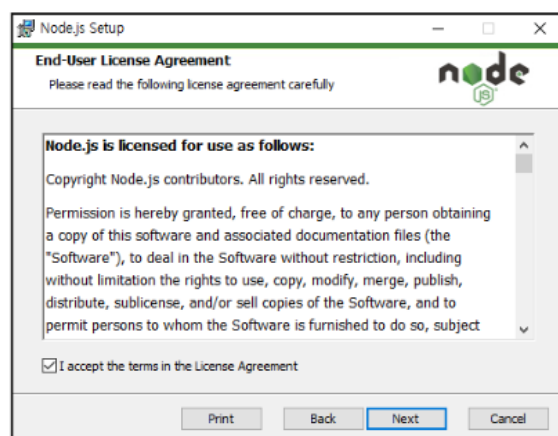 Node.js Setup
End-User License Agreement
Please read the following license agreement carefully
node
JS
Node.js is licensed for use as follows:
Copyright Node.js contributors. All rights reserved.
Permission is hereby granted, free of charge, to any person obtaining
a copy of this software and associated documentation files (the
"Software"), to deal in the Software without restriction, including
without limitation the rights to use, copy, modify, merge, publish,
distribute, sublicense, and/or sell copies of the Software, and to
permit persons to whom the Software is furnished to do so, subject
I accept the terms in the License Agreement
Print Back Next Cancel